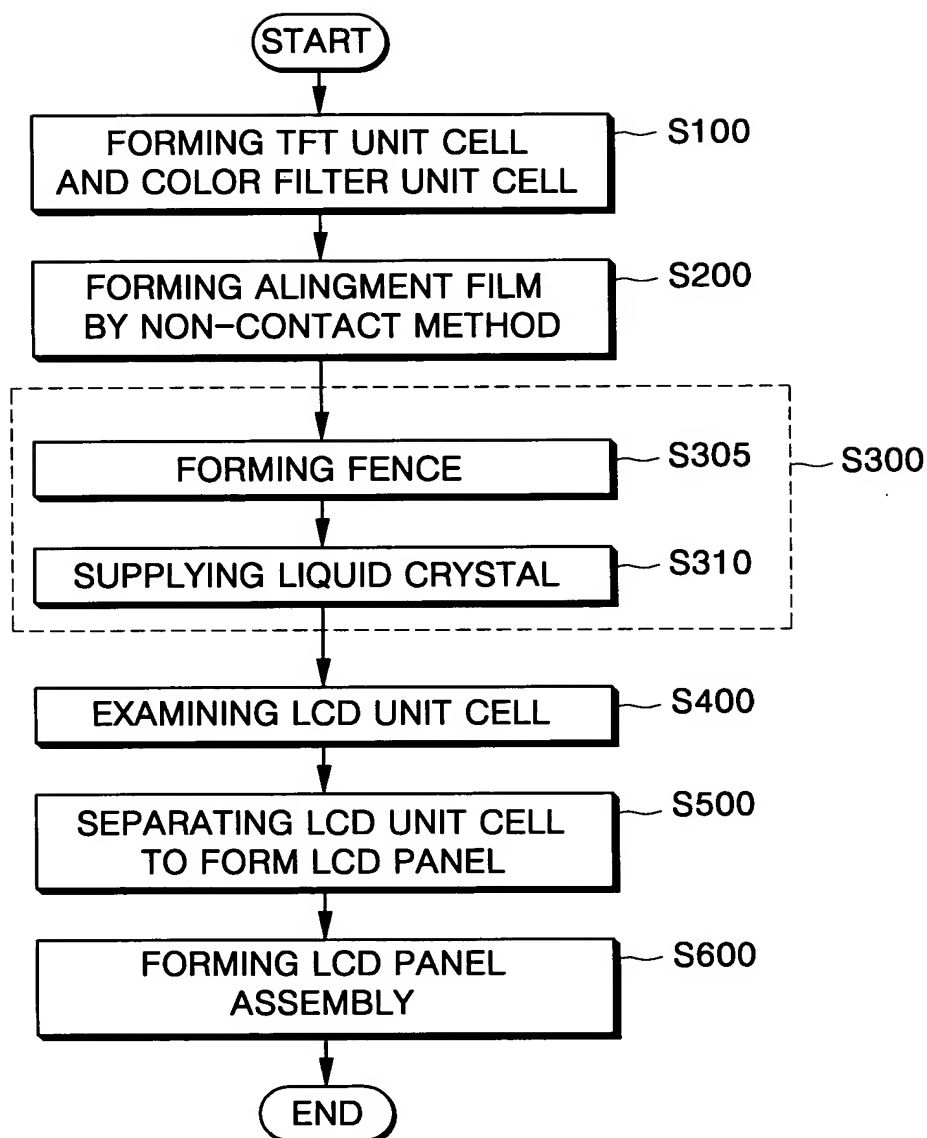 START
FORMING TFT UNIT CELL
AND COLOR FILTER UNIT CELL
S100
FORMING ALINGMENT FILM
BY NON-CONTACT METHOD
S200
FORMING FENCE
S305
S300
SUPPLYING LIQUID CRYSTAL
S310
EXAMINING LCD UNIT CELL
S400
SEPARATING LCD UNIT CELL
TO FORM LCD PANEL
S500
FORMING LCD PANEL
ASSEMBLY
S600
END